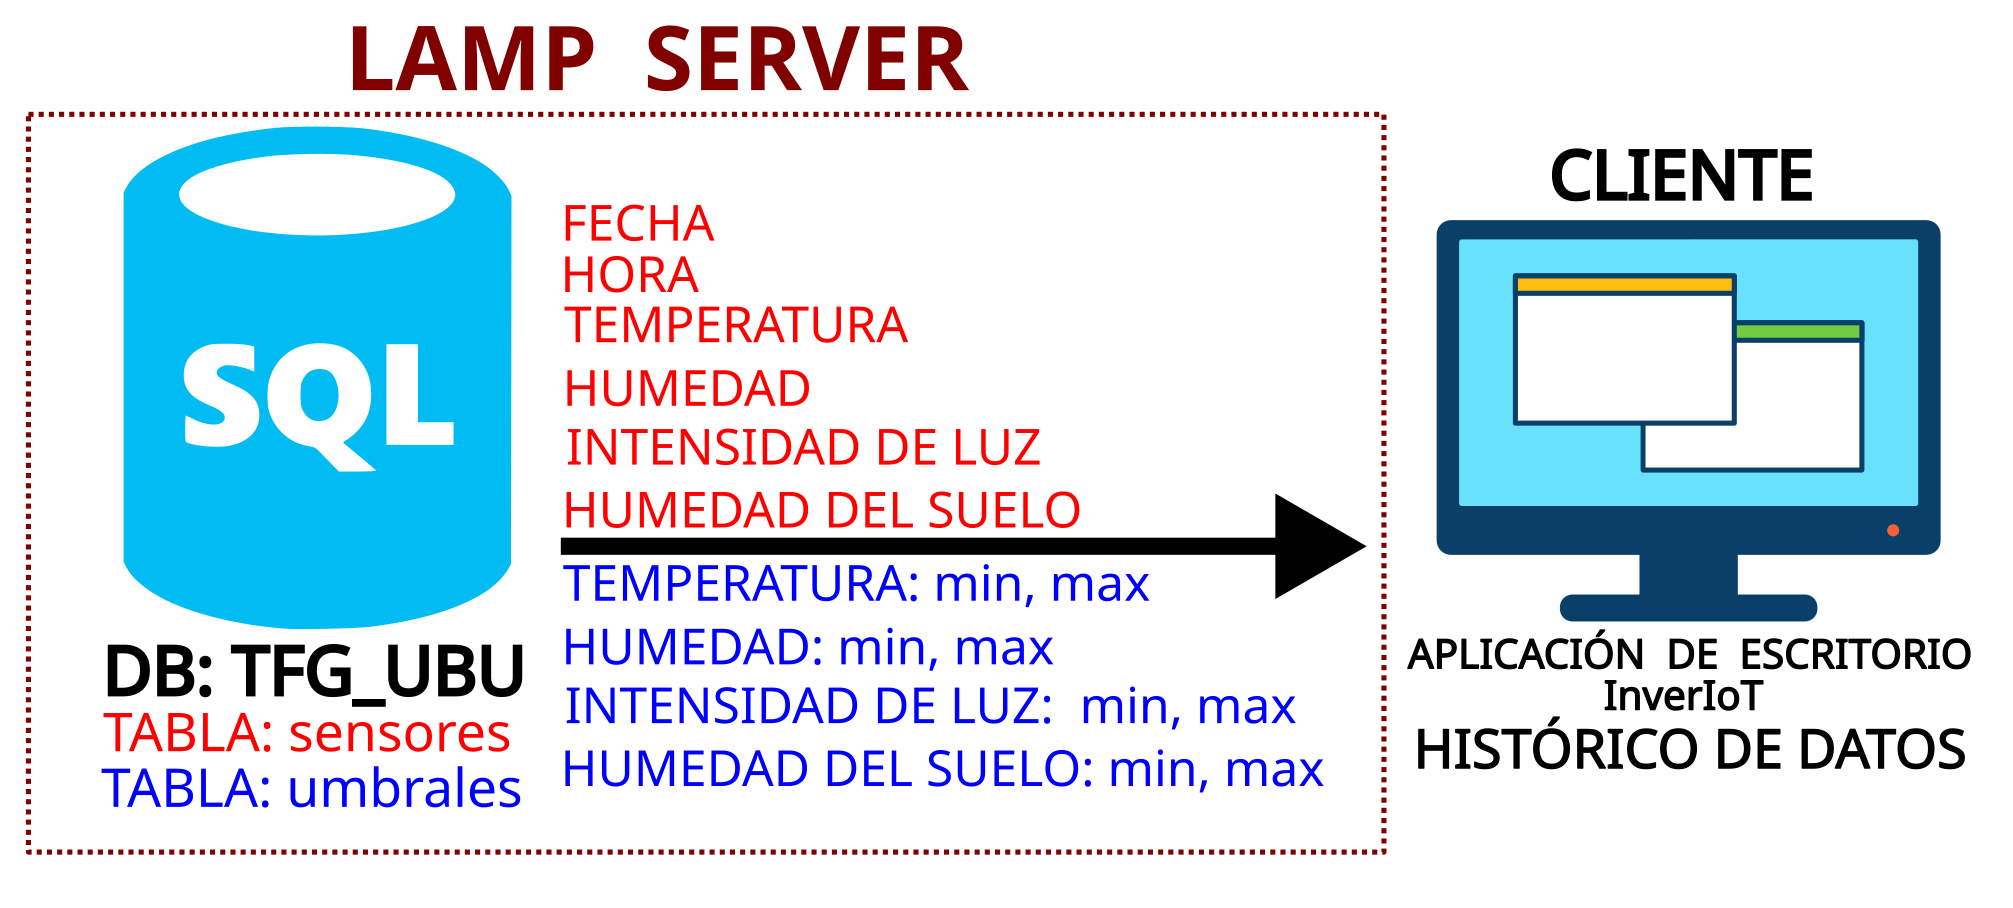 LAMP SERVER
SQL
DB: TFG_UBU
TABLA: sensores
TABLA: umbrales
FECHA
HORA
TEMPERATURA
HUMEDAD
INTENSIDAD DE LUZ
HUMEDAD DEL SUELO
TEMPERATURA: min, max
HUMEDAD: min, max
INTENSIDAD DE LUZ: min, max
HUMEDAD DEL SUELO: min, max
CLIENTE
APLICACIÓN DE ESCRITORIO
InverIoT
HISTÓRICO DE DATOS